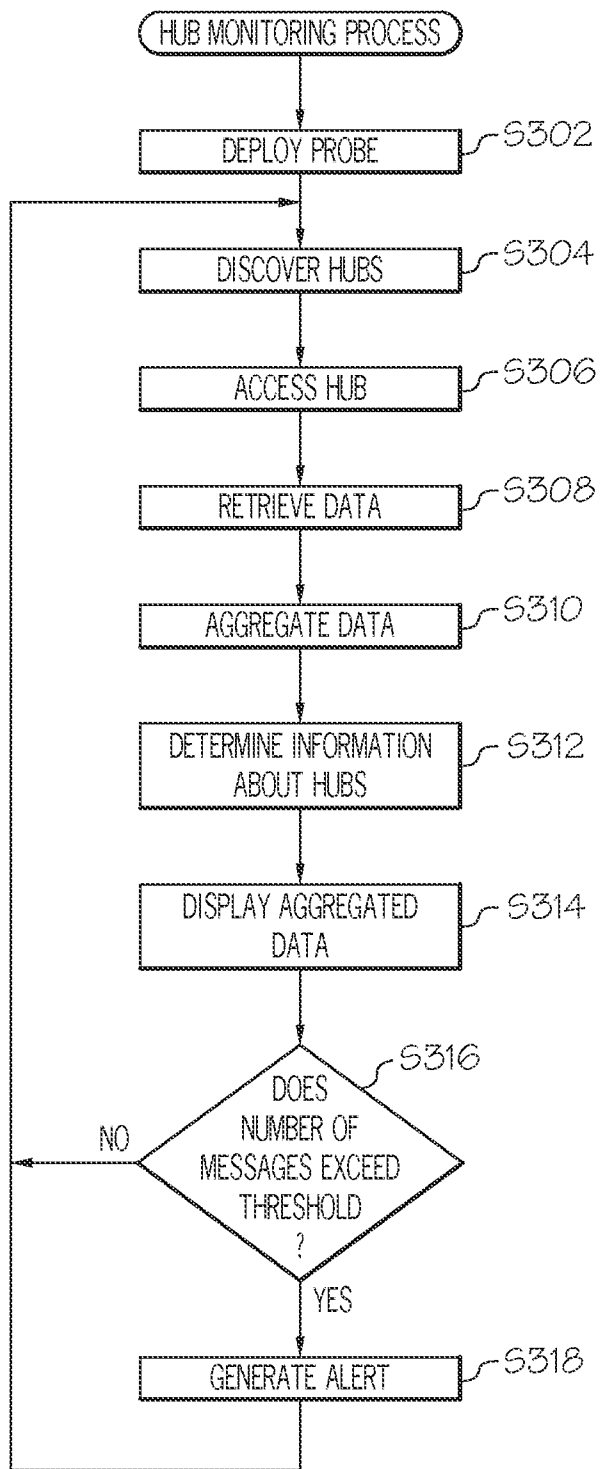 HUB MONITORING PROCESS
DEPLOY PROBE
S302
DISCOVER HUBS
S304
ACCESS HUB
S306
RETRIEVE DATA
S308
AGGREGATE DATA
S310
DETERMINE INFORMATION
ABOUT HUBS
S312
DISPLAY AGGREGATED
DATA
S314
S316
DOES
NUMBER OF
MESSAGES EXCEED
THRESHOLD
?
NO
YES
GENERATE ALERT
S318